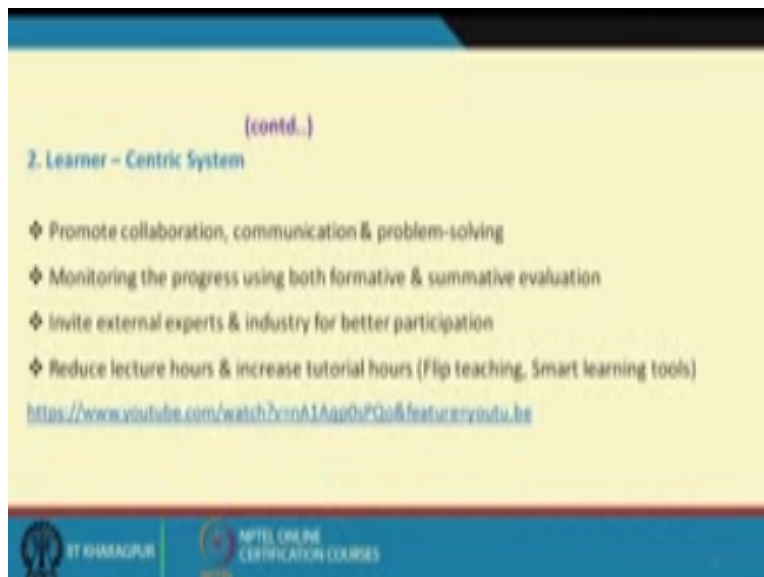 (contd..)
2. Learner – Centric System
❖ Promote collaboration, communication & problem-solving
❖ Monitoring the progress using both formative & summative evaluation
❖ Invite external experts & industry for better participation
❖ Reduce lecture hours & increase tutorial hours (Flip teaching, Smart learning tools)
IIT KHARAGPUR
NPTEL ONLINE
CERTIFICATION COURSES
NPTEL